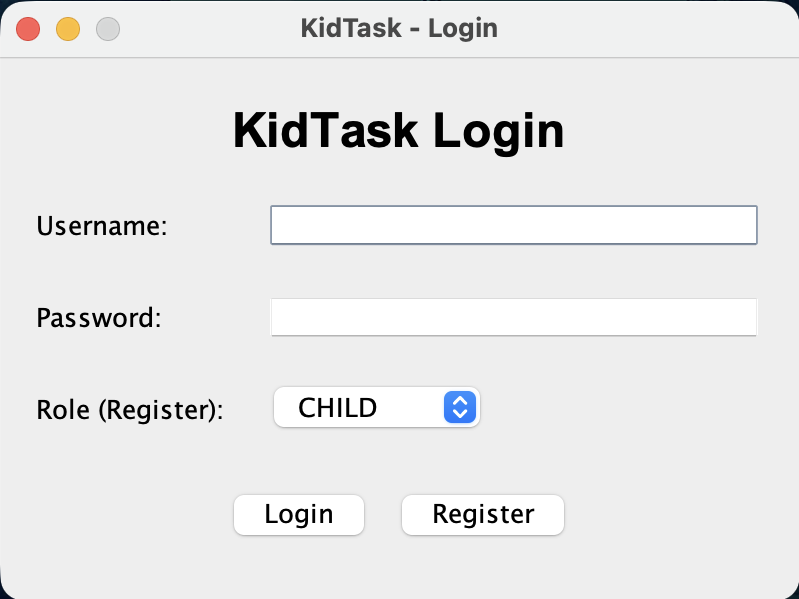 KidTask - Login
KidTask Login
Username:
Password:
Role (Register): CHILD
Login Register